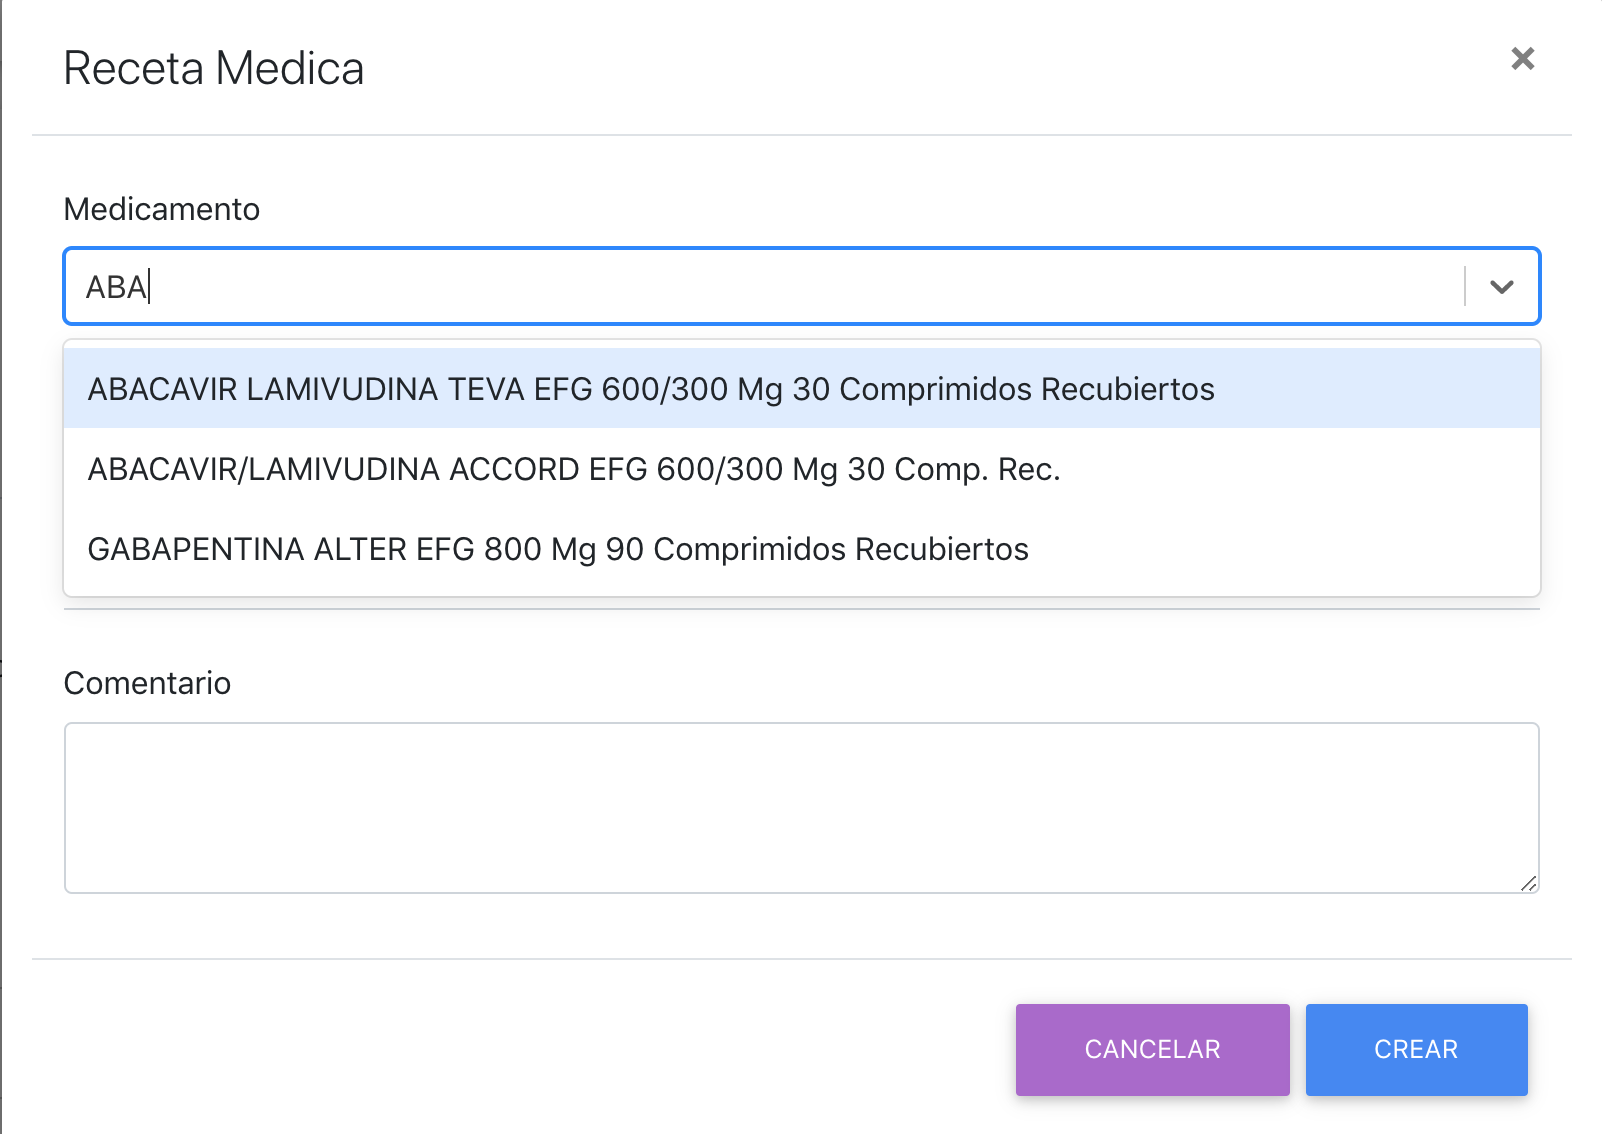 Receta Medica
Medicamento
ABA
ABACAVIR LAMIVUDINA TEVA EFG 600/300 Mg 30 Comprimidos Recubiertos
ABACAVIR/LAMIVUDINA ACCORD EFG 600/300 Mg 30 Comp. Rec.
GABAPENTINA ALTER EFG 800 Mg 90 Comprimidos Recubiertos
Comentario
CANCELAR
CREAR